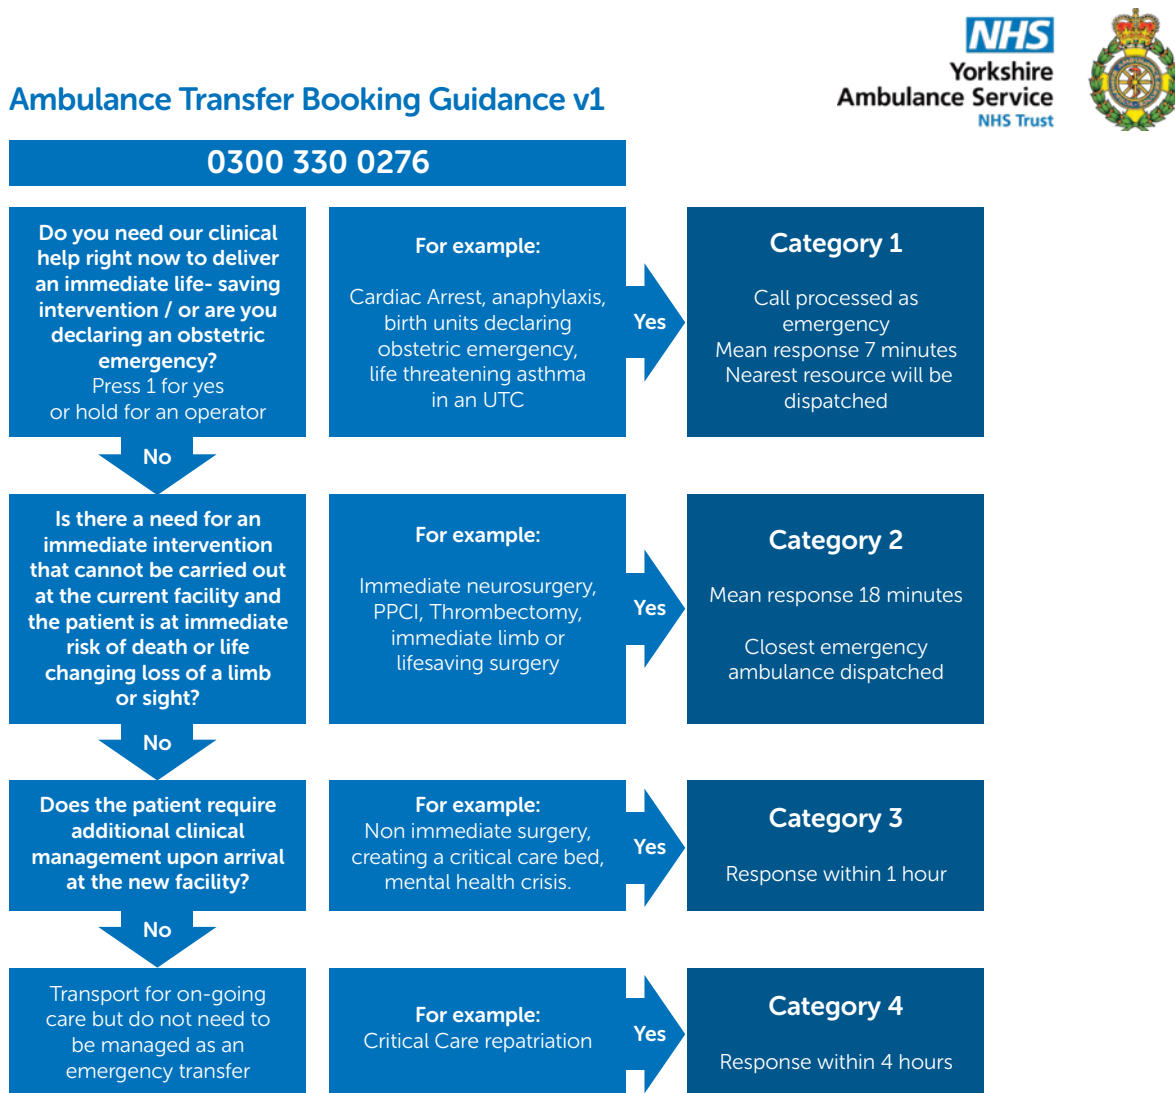 NHS
Yorkshire
Ambulance Service
NHS Trust
Ambulance Transfer Booking Guidance v1
0300 330 0276
Do you need our clinical
help right now to deliver
an immediate life- saving
intervention / or are you
declaring an obstetric
emergency?
Press 1 for yes
or hold for an operator
For example:
Cardiac Arrest, anaphylaxis,
birth units declaring
obstetric emergency,
life threatening asthma
in an UTC
Yes
Category 1
Call processed as
emergency
Mean response 7 minutes
Nearest resource will be
dispatched
No
Is there a need for an
immediate intervention
that cannot be carried out
at the current facility and
the patient is at immediate
risk of death or life
changing loss of a limb
or sight?
For example:
Immediate neurosurgery,
PPCI, Thrombectomy,
immediate limb or
lifesaving surgery
Yes
Category 2
Mean response 18 minutes
Closest emergency
ambulance dispatched
No
Does the patient require
additional clinical
management upon arrival
at the new facility?
For example:
Non immediate surgery,
creating a critical care bed,
mental health crisis.
Yes
Category 3
Response within 1 hour
No
Transport for on-going
care but do not need to
be managed as an
emergency transfer
For example:
Critical Care repatriation
Yes
Category 4
Response within 4 hours